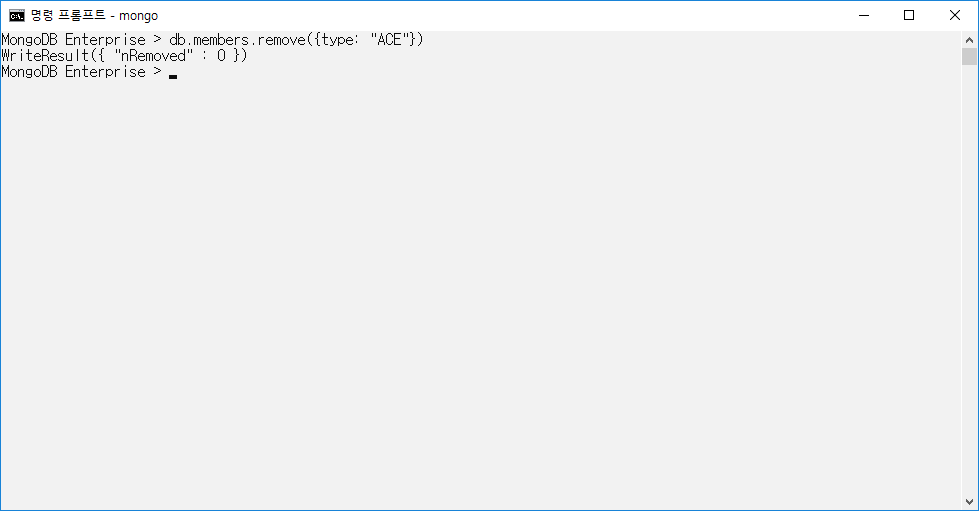 명령 프롬프트 - mongo
MongoDB Enterprise > db.members.remove({type: "ACE"})
WriteResult({ "nRemoved" : 0 })
MongoDB Enterprise >